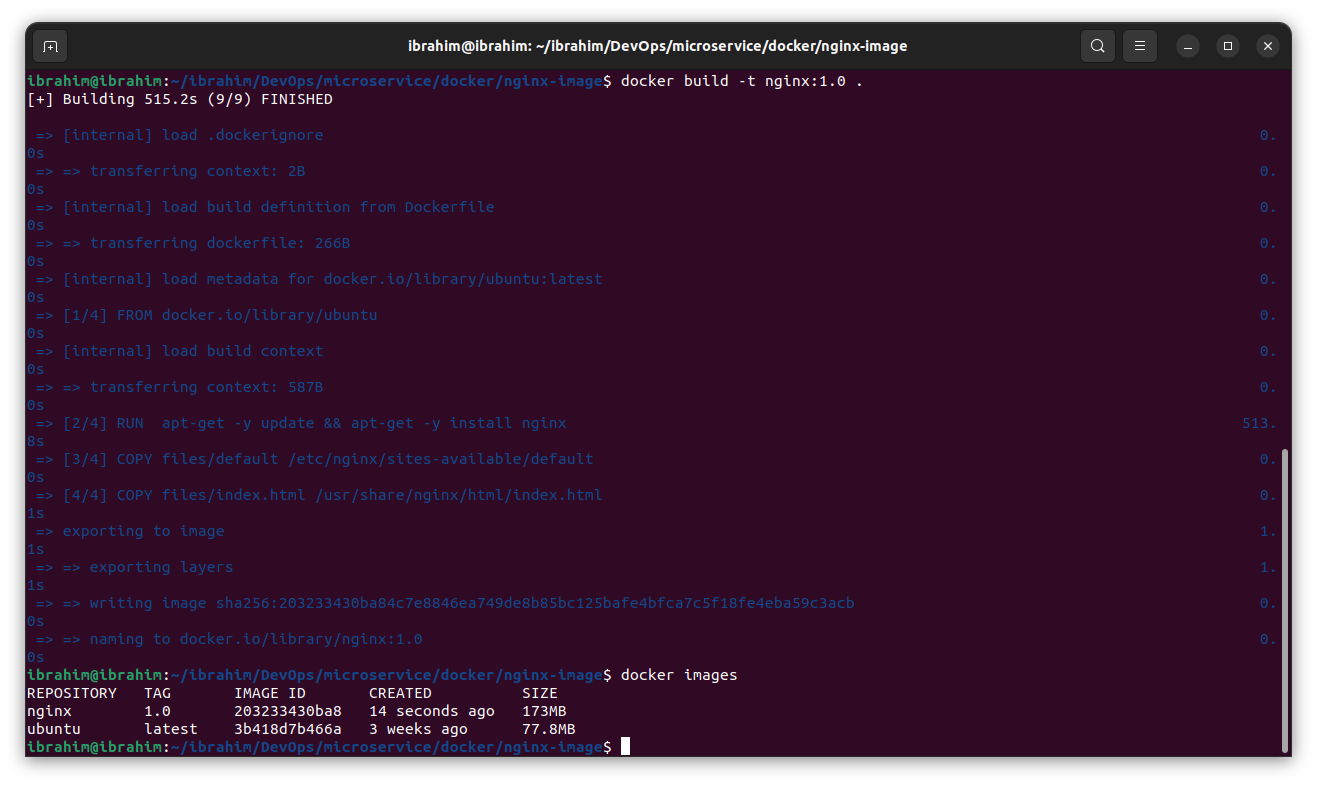 ibrahim@ibrahim: ~/ibrahim/DevOps/microservice/docker/nginx-image
ibrahim@ibrahim:~/ibrahim/DevOps/microservice/docker/nginx-image$ docker build -t nginx:1.0 .
[+] Building 515.2s (9/9) FINISHED
 => [internal] load .dockerignore 0.
0s
 => => transferring context: 2B 0.
0s
 => [internal] load build definition from Dockerfile 0.
0s
 => => transferring dockerfile: 266B 0.
0s
 => [internal] load metadata for docker.io/library/ubuntu:latest 0.
0s
 => [1/4] FROM docker.io/library/ubuntu 0.
0s
 => [internal] load build context 0.
0s
 => => transferring context: 587B 0.
0s
 => [2/4] RUN  apt-get -y update && apt-get -y install nginx 513.
8s
 => [3/4] COPY files/default /etc/nginx/sites-available/default 0.
0s
 => [4/4] COPY files/index.html /usr/share/nginx/html/index.html 0.
1s
 => exporting to image 1.
1s
 => => exporting layers 1.
1s
 => => writing image sha256:203233430ba84c7e8846ea749de8b85bc125bafe4bfca7c5f18fe4eba59c3acb 0.
0s
 => => naming to docker.io/library/nginx:1.0 0.
0s
ibrahim@ibrahim:~/ibrahim/DevOps/microservice/docker/nginx-image$ docker images
REPOSITORY   TAG       IMAGE ID       CREATED          SIZE
nginx        1.0       203233430ba8   14 seconds ago   173MB
ubuntu       latest    3b418d7b466a   3 weeks ago      77.8MB
ibrahim@ibrahim:~/ibrahim/DevOps/microservice/docker/nginx-image$